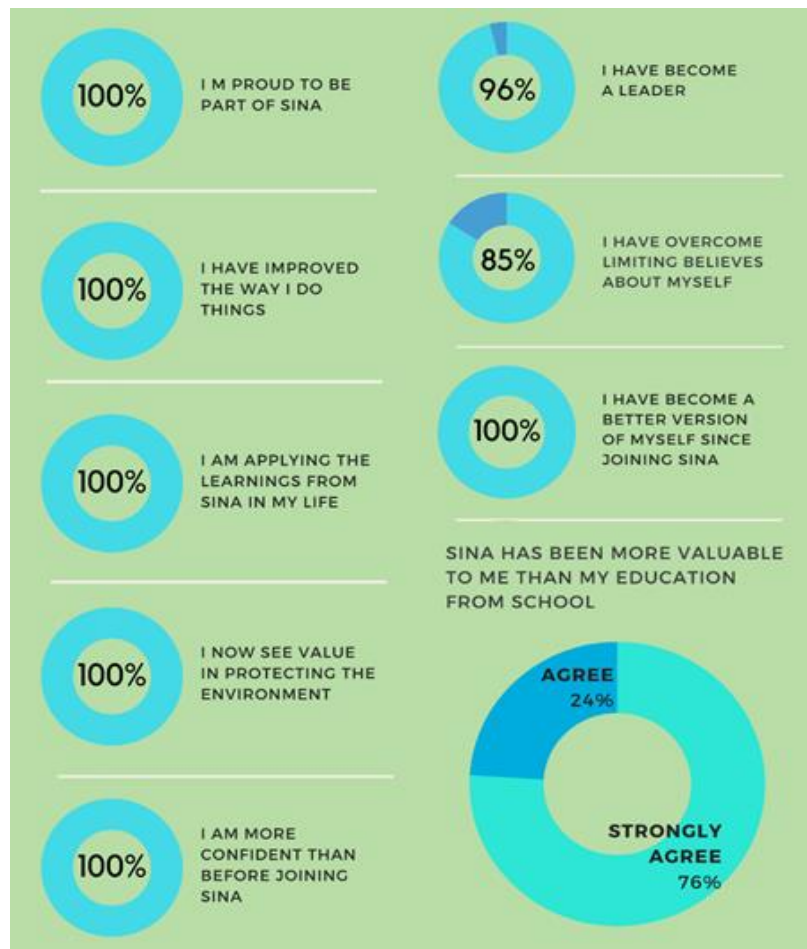 100%
I M PROUD TO BE
PART OF SINA
100%
I HAVE IMPROVED
THE WAY I DO
THINGS
100%
I AM APPLYING THE
LEARNINGS FROM
SINA IN MY LIFE
100%
I NOW SEE VALUE
IN PROTECTING THE
ENVIRONMENT
100%
I AM MORE
CONFIDENT THAN
BEFORE JOINING
SINA
96%
I HAVE BECOME
A LEADER
85%
I HAVE OVERCOME
LIMITING BELIEVES
ABOUT MYSELF
100%
I HAVE BECOME A
BETTER VERSION
OF MYSELF SINCE
JOINING SINA
SINA HAS BEEN MORE VALUABLE
TO ME THAN MY EDUCATION
FROM SCHOOL
AGREE
24%
STRONGLY
AGREE
76%